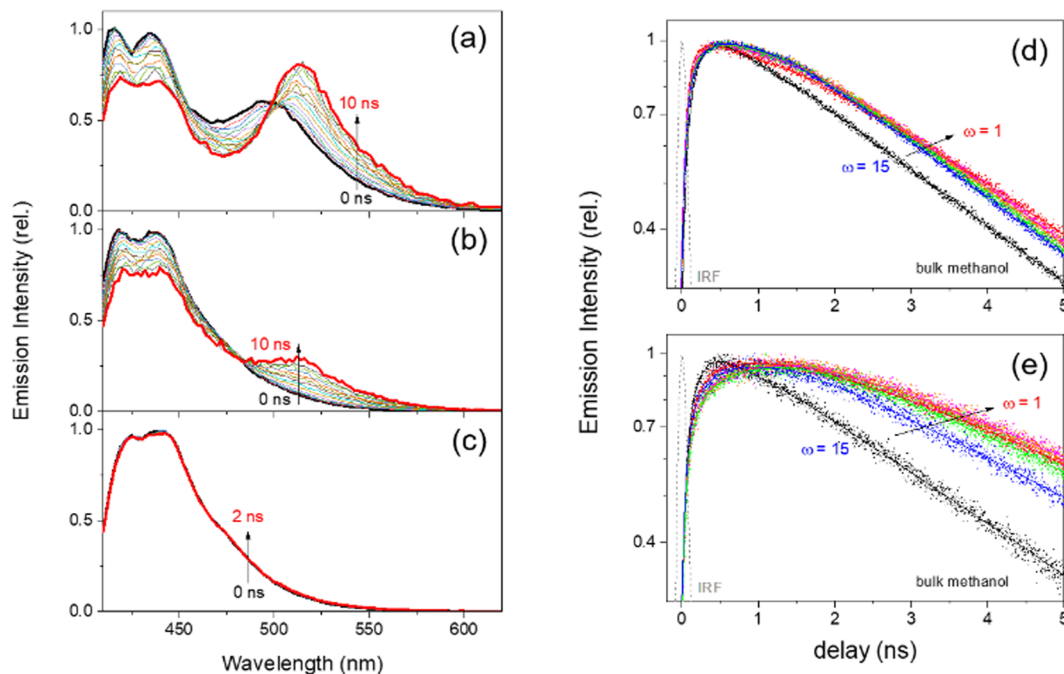 Emission Intensity (rel.)
(a)
1.0
0.5
0.0
10 ns
0 ns
(b)
1.0
0.5
0.0
10 ns
0 ns
(c)
1.0
0.5
0.0
2 ns
0 ns
450 500 550 600
Wavelength (nm)
Emission Intensity (rel.)
(d)
1
0.7
0.4
ω = 1
ω = 15
IRF
bulk methanol
0 1 2 3 4 5
(e)
1
0.7
0.4
ω = 1
ω = 15
IRF
bulk methanol
0 1 2 3 4 5
delay (ns)